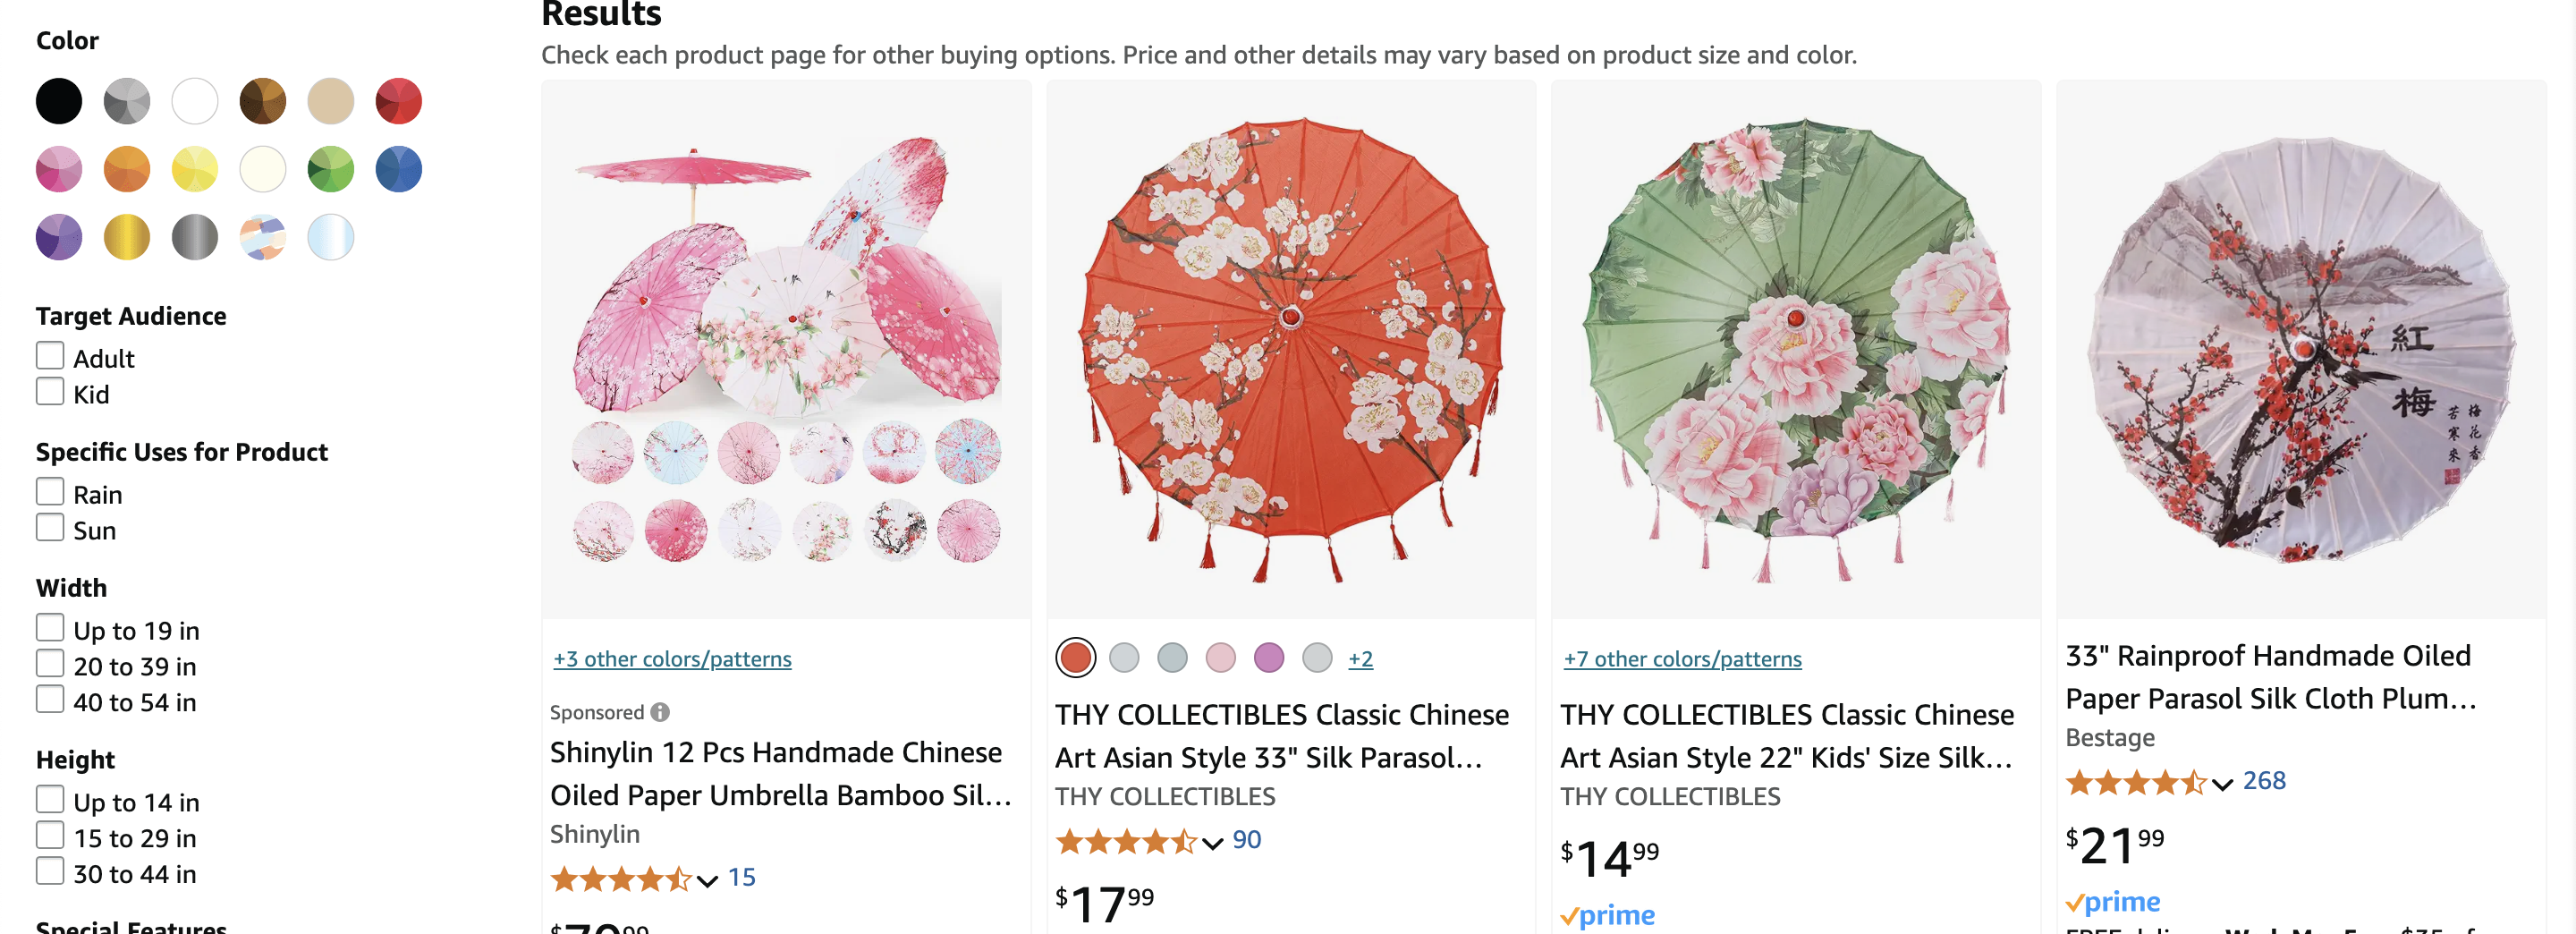 Results
Check each product page for other buying options. Price and other details may vary based on product size and color.
Color
Target Audience
Adult
Kid
Specific Uses for Product
Rain
Sun
Width
Up to 19 in
20 to 39 in
40 to 54 in
Height
Up to 14 in
15 to 29 in
30 to 44 in
Special Features
+3 other colors/patterns
Sponsored
Shinylin 12 Pcs Handmade Chinese
Oiled Paper Umbrella Bamboo Sil...
Shinylin
15
+2
THY COLLECTIBLES Classic Chinese
Art Asian Style 33" Silk Parasol...
THY COLLECTIBLES
90
$17.99
+7 other colors/patterns
THY COLLECTIBLES Classic Chinese
Art Asian Style 22" Kids' Size Silk...
THY COLLECTIBLES
$14.99
prime
紅梅
梅花香
苦寒來
33" Rainproof Handmade Oiled
Paper Parasol Silk Cloth Plum...
Bestage
268
$21.99
prime